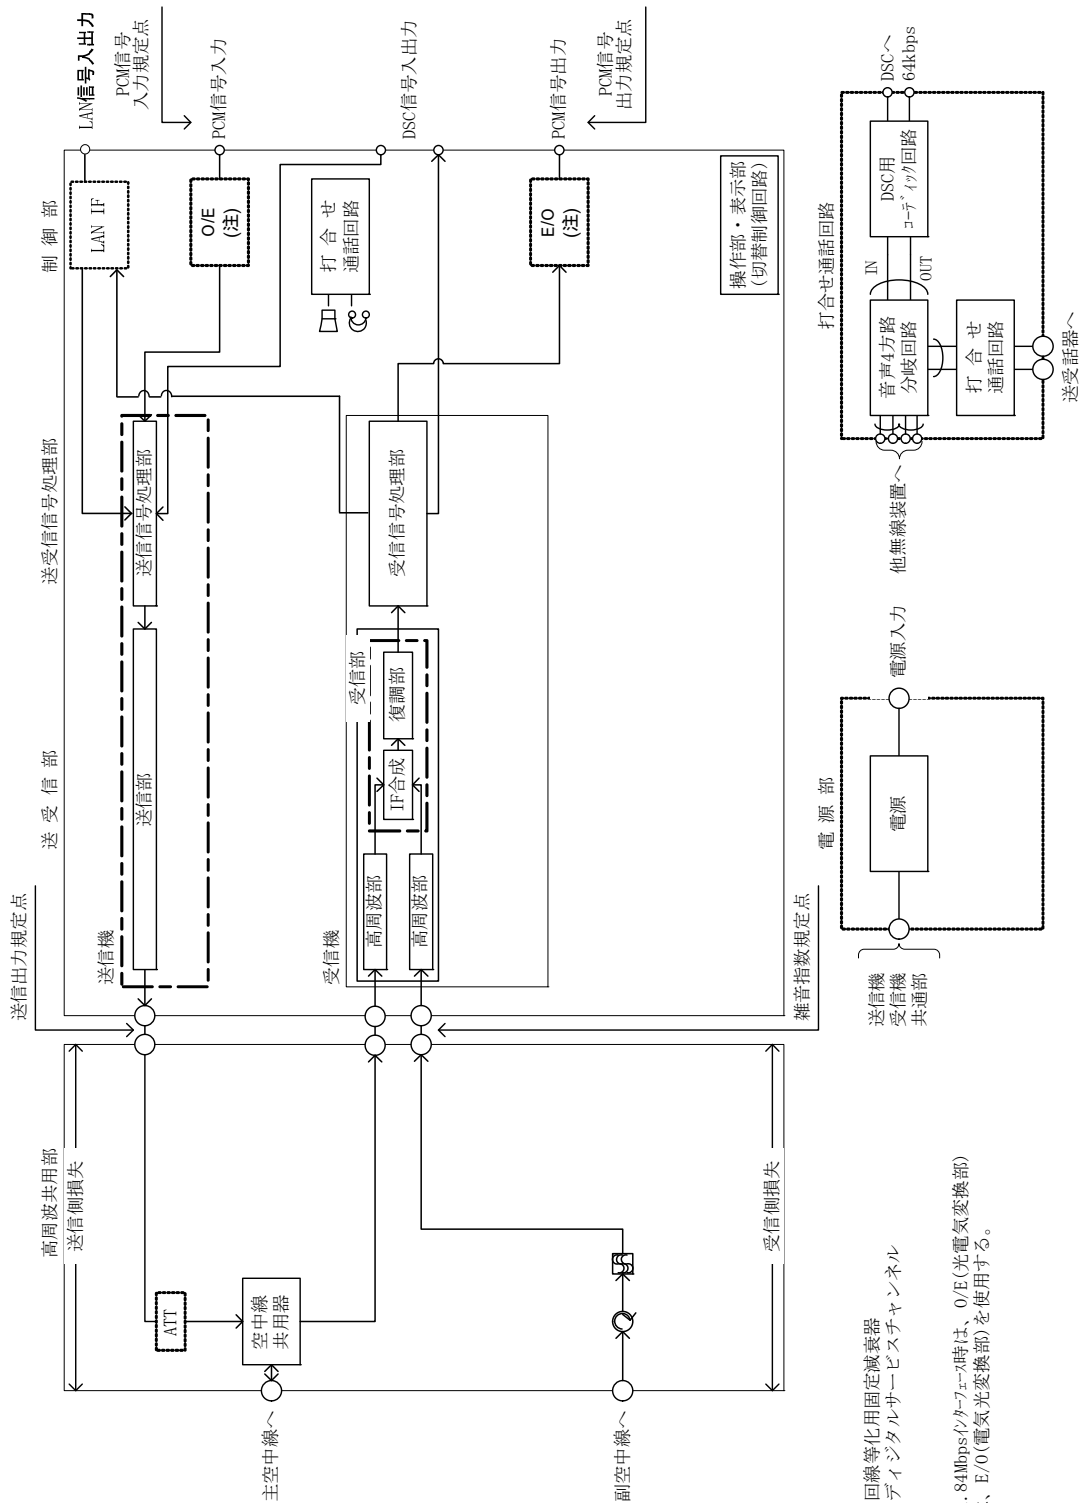 高周波共用部
送信側損失
ATT
空中線
共用器
主空中線へ
副空中線へ
受信側損失
送信出力規定点
雑音指数規定点
送 受 信 部
送信機
送信部
受信機
高周波部
高周波部
受信部
IF合成
復調部
送受信信号処理部
送信信号処理部
受信信号処理部
制 御 部
LAN IF
O/E
(注)
打 合 せ
通話回路
E/O
(注)
操作部・表示部
(切替制御回路)
LAN信号入出力
PCM信号
入力規定点
PCM信号入力
DSC信号入出力
PCM信号出力
PCM信号
出力規定点
回線等化用固定減衰器
ディジタルサービスチャンネル
.84Mbpsインターフェース時は、O/E(光電気変換部)
、E/O(電気光変換部)を使用する。
電 源 部
送信機
受信機
共通部
電源
電源入力
打合せ通話回路
他無線装置へ
音声4方路
分岐回路
IN
OUT
DSC用
コーディック回路
DSCへ
64kbps
打 合 せ
通話回路
送受話器へ